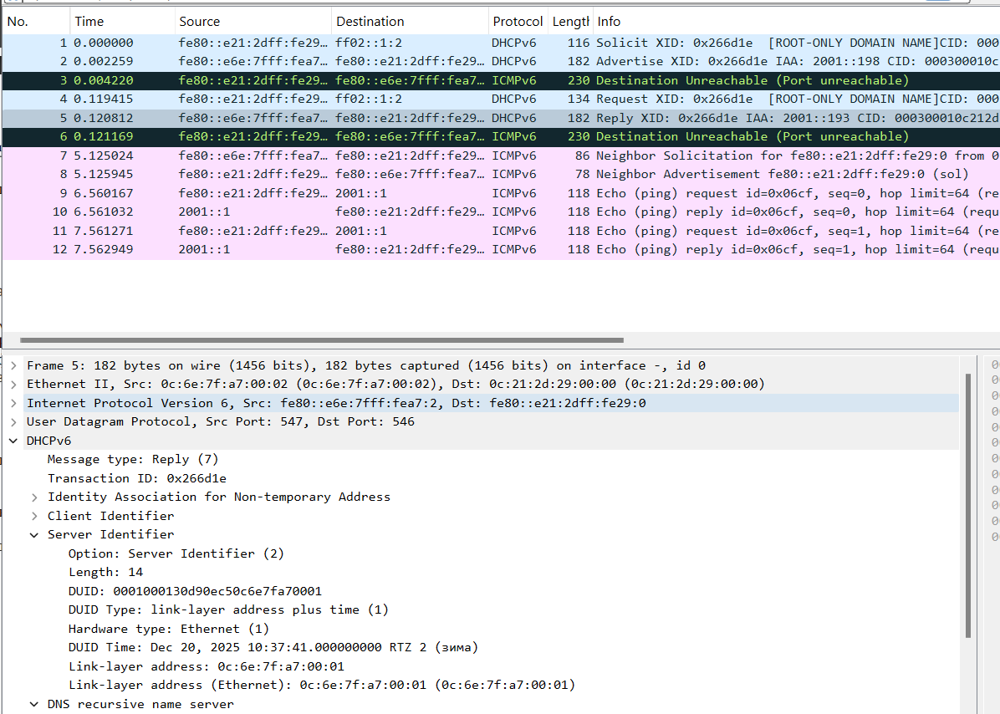 No. Time Source Destination Protocol Length Info
1 0.000000 fe80::e21:2dff:fe29… ff02::1:2 DHCPv6 116 Solicit XID: 0x266d1e [ROOT-ONLY DOMAIN NAME]CID: 000
2 0.002259 fe80::e6e:7fff:fea7… fe80::e21:2dff:fe29… DHCPv6 182 Advertise XID: 0x266d1e IAA: 2001::198 CID: 000300010c
3 0.004220 fe80::e21:2dff:fe29… fe80::e6e:7fff:fea7… ICMPv6 230 Destination Unreachable (Port unreachable)
4 0.119415 fe80::e21:2dff:fe29… ff02::1:2 DHCPv6 134 Request XID: 0x266d1e [ROOT-ONLY DOMAIN NAME]CID: 000
5 0.120812 fe80::e6e:7fff:fea7… fe80::e21:2dff:fe29… DHCPv6 182 Reply XID: 0x266d1e IAA: 2001::193 CID: 000300010c212d
6 0.121169 fe80::e21:2dff:fe29… fe80::e6e:7fff:fea7… ICMPv6 230 Destination Unreachable (Port unreachable)
7 5.125024 fe80::e6e:7fff:fea7… fe80::e21:2dff:fe29… ICMPv6 86 Neighbor Solicitation for fe80::e21:2dff:fe29:0 from 0
8 5.125945 fe80::e21:2dff:fe29… fe80::e6e:7fff:fea7… ICMPv6 78 Neighbor Advertisement fe80::e21:2dff:fe29:0 (sol)
9 6.560167 fe80::e21:2dff:fe29… 2001::1 ICMPv6 118 Echo (ping) request id=0x06cf, seq=0, hop limit=64 (re
10 6.561032 2001::1 fe80::e21:2dff:fe29… ICMPv6 118 Echo (ping) reply id=0x06cf, seq=0, hop limit=64 (requ
11 7.561271 fe80::e21:2dff:fe29… 2001::1 ICMPv6 118 Echo (ping) request id=0x06cf, seq=1, hop limit=64 (re
12 7.562949 2001::1 fe80::e21:2dff:fe29… ICMPv6 118 Echo (ping) reply id=0x06cf, seq=1, hop limit=64 (requ
Frame 5: 182 bytes on wire (1456 bits), 182 bytes captured (1456 bits) on interface -, id 0
Ethernet II, Src: 0c:6e:7f:a7:00:02 (0c:6e:7f:a7:00:02), Dst: 0c:21:2d:29:00:00 (0c:21:2d:29:00:00)
Internet Protocol Version 6, Src: fe80::e6e:7fff:fea7:2, Dst: fe80::e21:2dff:fe29:0
User Datagram Protocol, Src Port: 547, Dst Port: 546
DHCPv6
Message type: Reply (7)
Transaction ID: 0x266d1e
Identity Association for Non-temporary Address
Client Identifier
Server Identifier
Option: Server Identifier (2)
Length: 14
DUID: 0001000130d90ec50c6e7fa70001
DUID Type: link-layer address plus time (1)
Hardware type: Ethernet (1)
DUID Time: Dec 20, 2025 10:37:41.000000000 RTZ 2 (зима)
Link-layer address: 0c:6e:7f:a7:00:01
Link-layer address (Ethernet): 0c:6e:7f:a7:00:01 (0c:6e:7f:a7:00:01)
DNS recursive name server